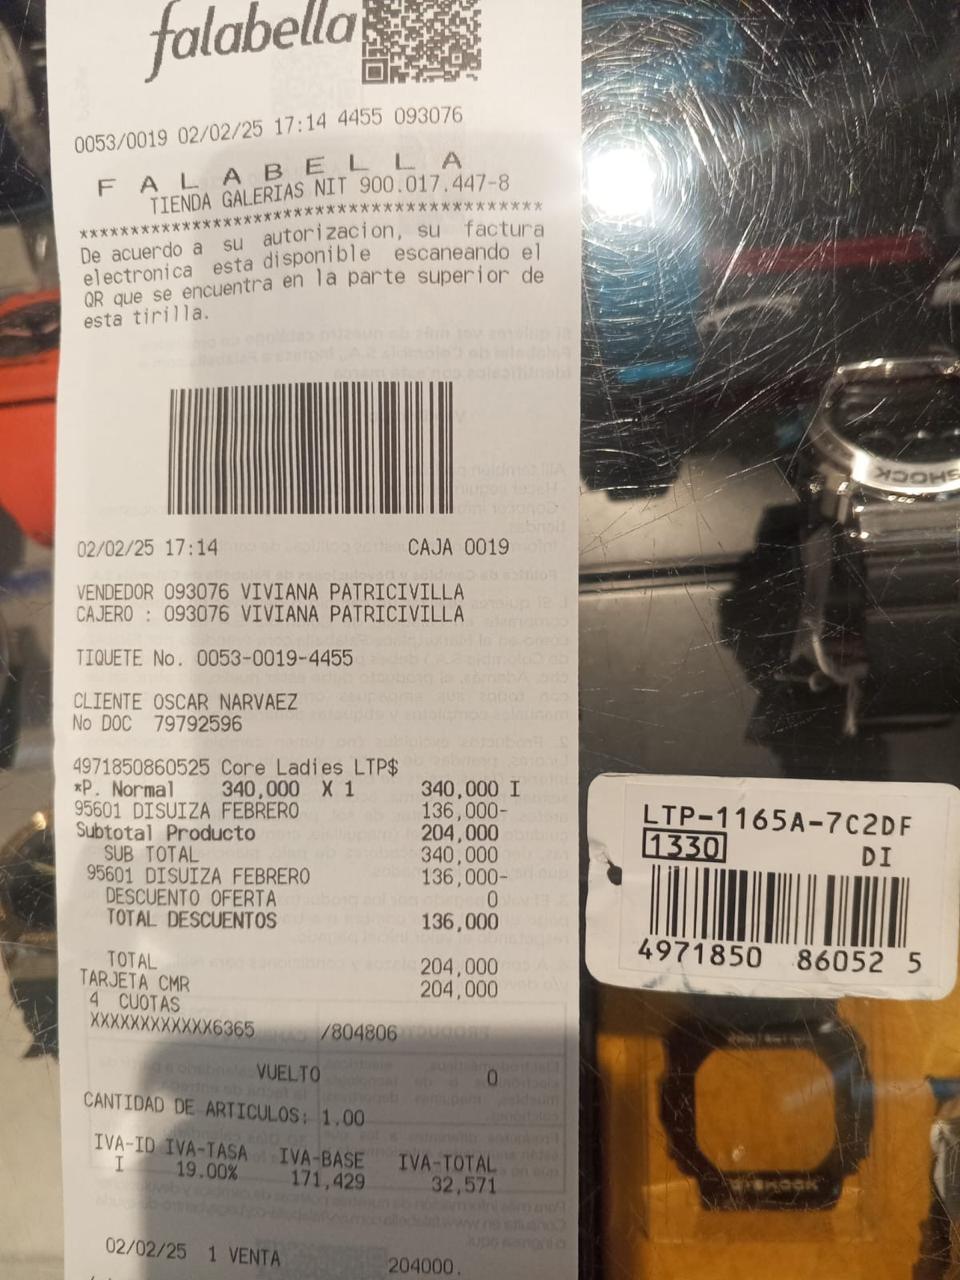 falabella
0053/0019 02/02/25 17:14 4455 093076
F A L A B E L L A
TIENDA GALERIAS NIT 900.017.447-8
****************************************
De acuerdo a su autorizacion, su factura
electronica esta disponible escaneando el
QR que se encuentra en la parte superior de
esta tirilla.
02/02/25 17:14 CAJA 0019
VENDEDOR 093076 VIVIANA PATRICIVILLA
CAJERO : 093076 VIVIANA PATRICIVILLA
TIQUETE No. 0053-0019-4455
CLIENTE OSCAR NARVAEZ
No DOC 79792596
4971850860525 Core Ladies LTP$
*P. Normal 340,000 X 1 340,000 I
95601 DISUIZA FEBRERO 136,000-
Subtotal Producto 204,000
SUB TOTAL 340,000
95601 DISUIZA FEBRERO 136,000-
DESCUENTO OFERTA 0
TOTAL DESCUENTOS 136,000
TOTAL 204,000
TARJETA CMR 204,000
4 CUOTAS
XXXXXXXXXXXX6365 /804806
VUELTO 0
CANTIDAD DE ARTICULOS: 1.00
IVA-ID IVA-TASA IVA-BASE IVA-TOTAL
I 19.00% 171,429 32,571
02/02/25 1 VENTA 204000.
LTP-1165A-7C2DF
1330 DI
4971850 86052 5
SHOCK
G-SHOCK